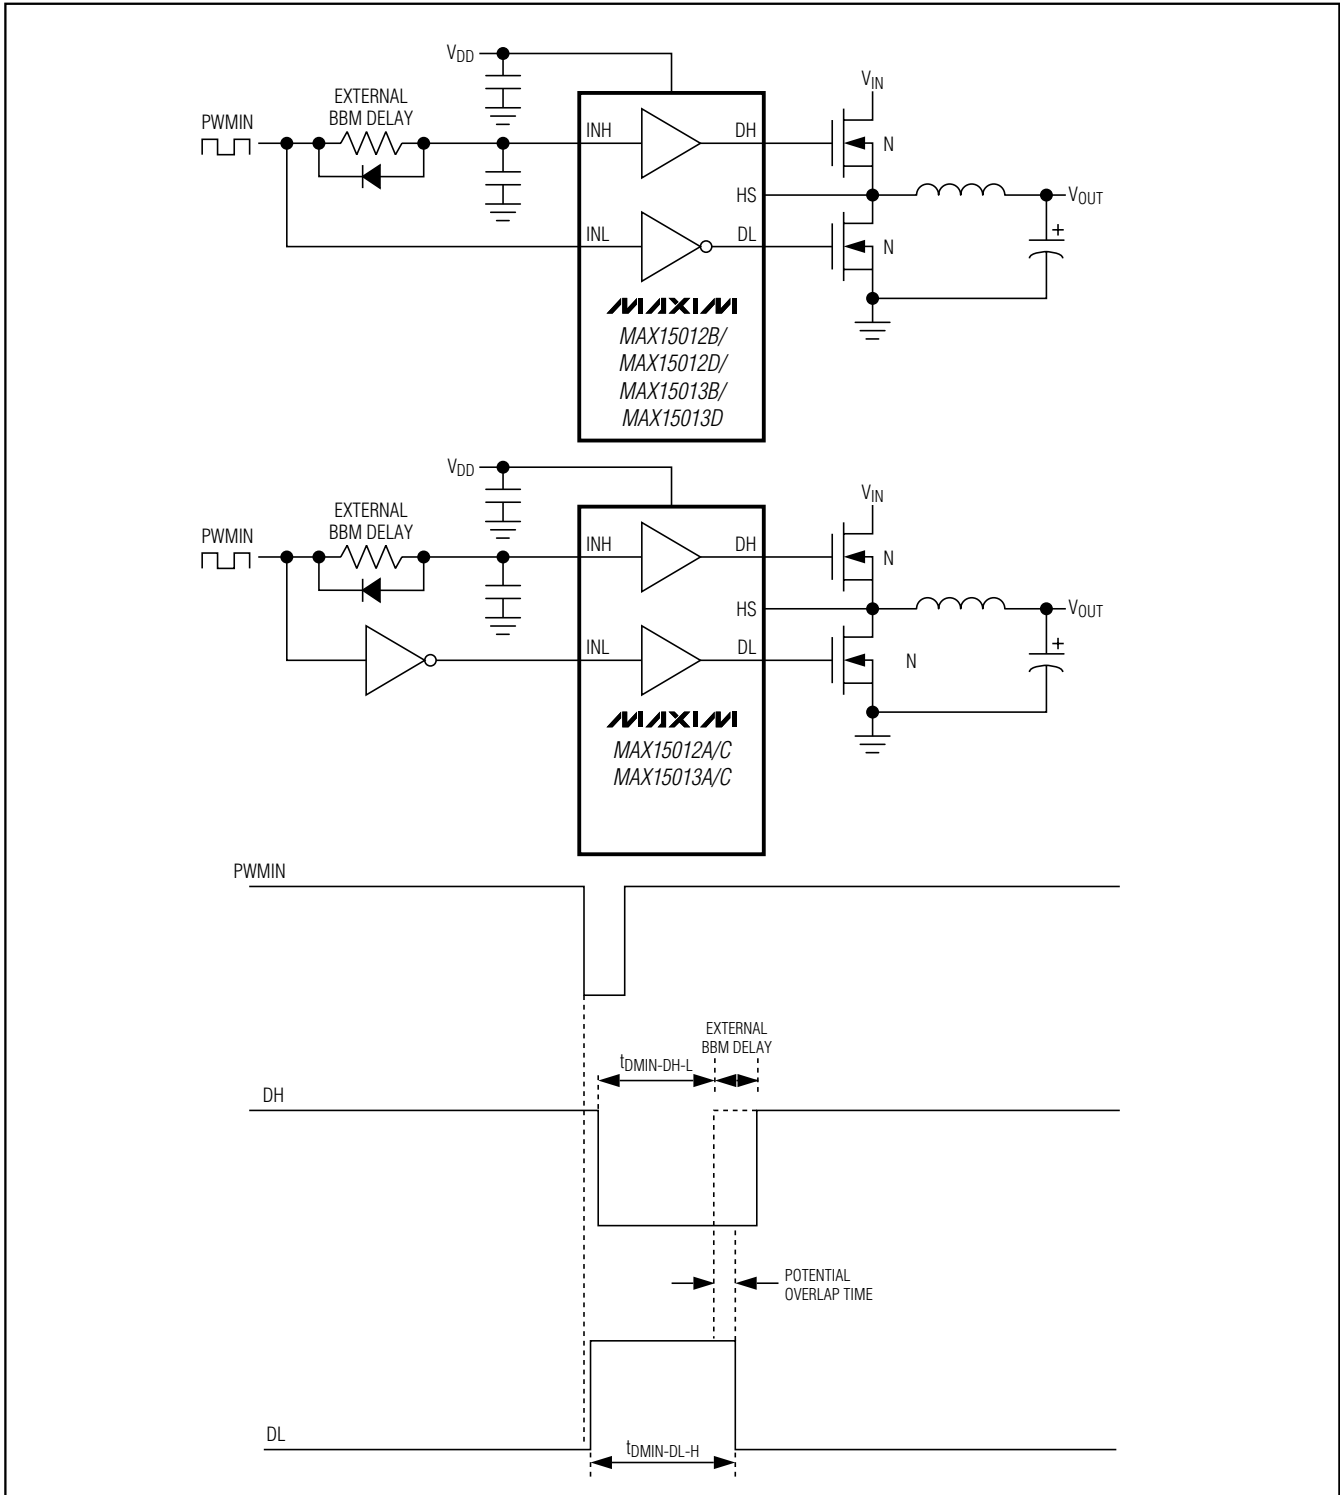 VDD
VIN
EXTERNAL
BBM DELAY
PWMIN
INH
DH
N
HS
VOUT
+
INL
DL
N
MAXIM
MAX15012B/
MAX15012D/
MAX15013B/
MAX15013D
VDD
VIN
EXTERNAL
BBM DELAY
PWMIN
INH
DH
N
HS
VOUT
+
INL
DL
N
MAXIM
MAX15012A/C
MAX15013A/C
PWMIN
EXTERNAL
BBM DELAY
tDMIN-DH-L
DH
POTENTIAL
OVERLAP TIME
DL
tDMIN-DL-H